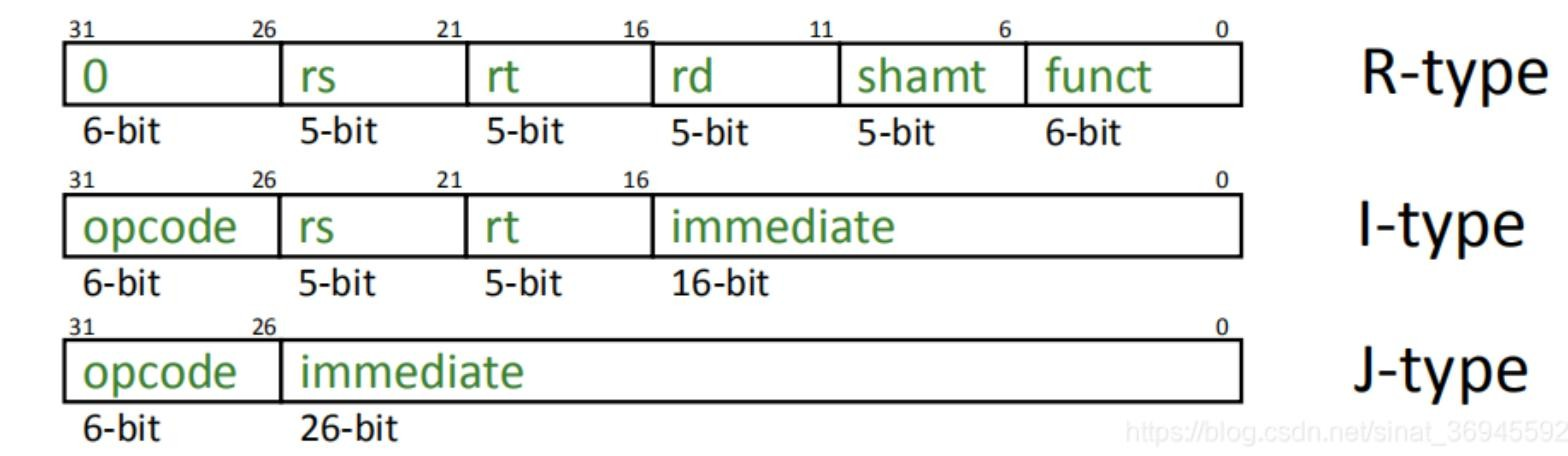 31 26 21 16 11 6 0
0 rs rt rd shamt funct R-type
6-bit 5-bit 5-bit 5-bit 5-bit 6-bit
31 26 21 16 0
opcode rs rt immediate I-type
6-bit 5-bit 5-bit 16-bit
31 26 0
opcode immediate J-type
6-bit 26-bit
https://blog.csdn.net/sinat_36945592